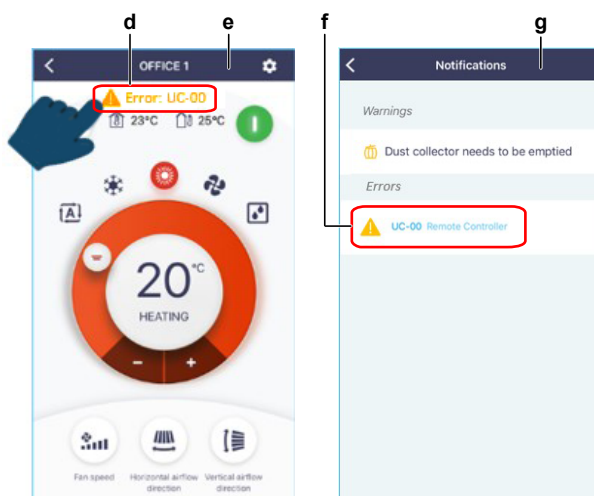 d
e
f
g
OFFICE 1
Error: UC-00
23°C
25°C
A
20°C
HEATING
- +
Fan speed
Horizontal airflow direction
Vertical airflow direction
Notifications
Warnings
Dust collector needs to be emptied
Errors
UC-00 Remote Controller